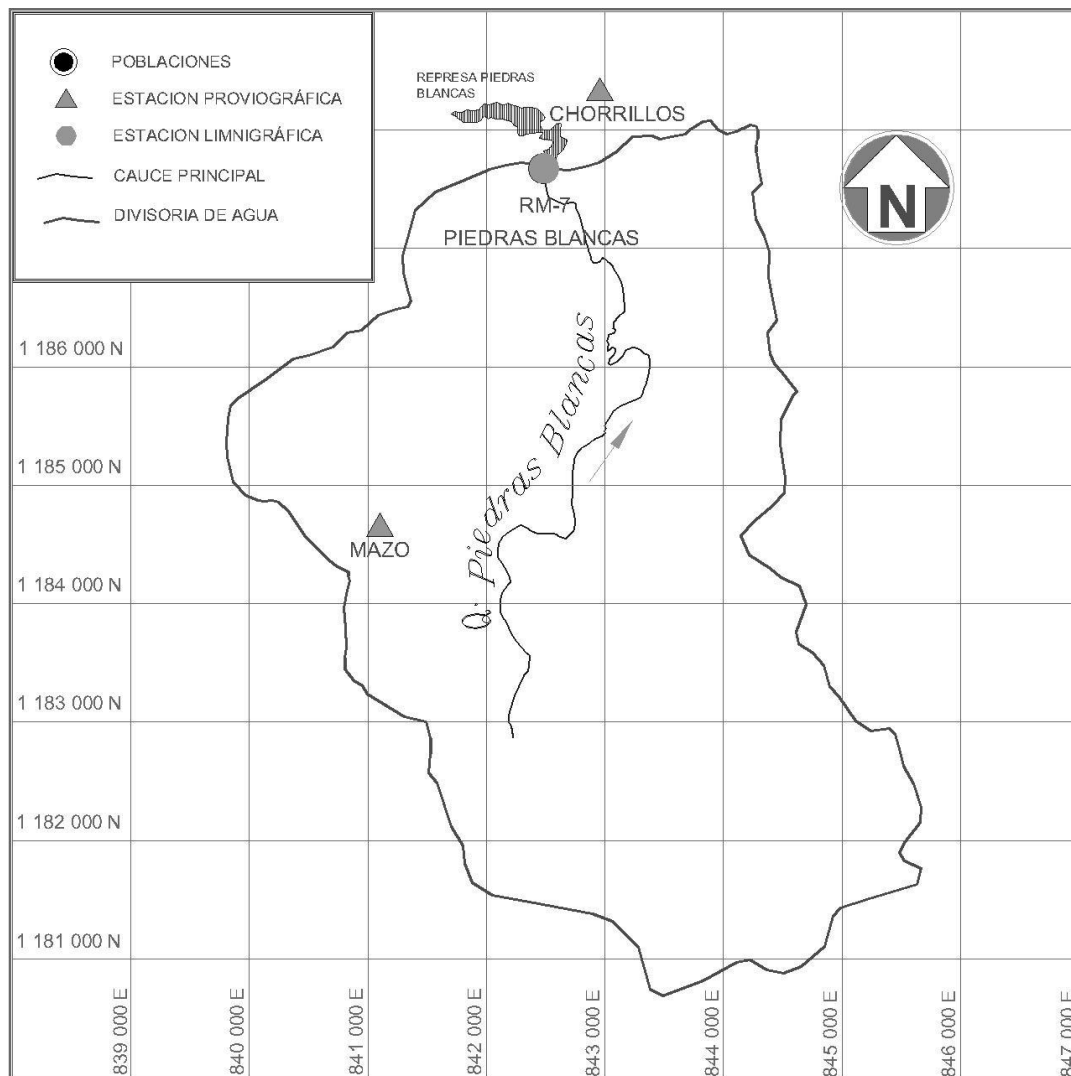 POBLACIONES
ESTACION PROVIOGRÁFICA
ESTACION LIMNIGRÁFICA
CAUCE PRINCIPAL
DIVISORIA DE AGUA
REPRESA PIEDRAS
BLANCAS
CHORRILLOS
N
RM-7
PIEDRAS BLANCAS
Q. Piedras Blancas
MAZO
1 186 000 N
1 185 000 N
1 184 000 N
1 183 000 N
1 182 000 N
1 181 000 N
839 000 E
840 000 E
841 000 E
842 000 E
843 000 E
844 000 E
845 000 E
846 000 E
847 000 E